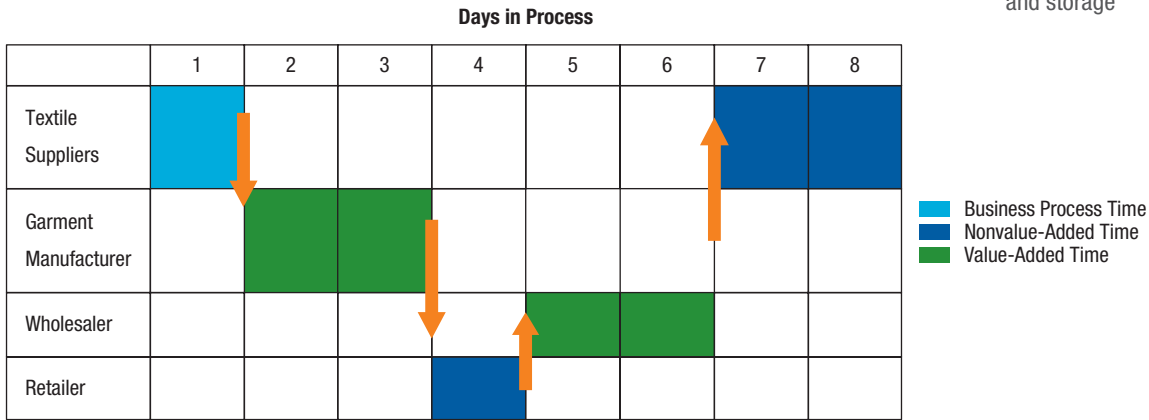 and storage
Days in Process
1 2 3 4 5 6 7 8
Textile
Suppliers
Garment
Manufacturer
Wholesaler
Retailer
Business Process Time
Nonvalue-Added Time
Value-Added Time